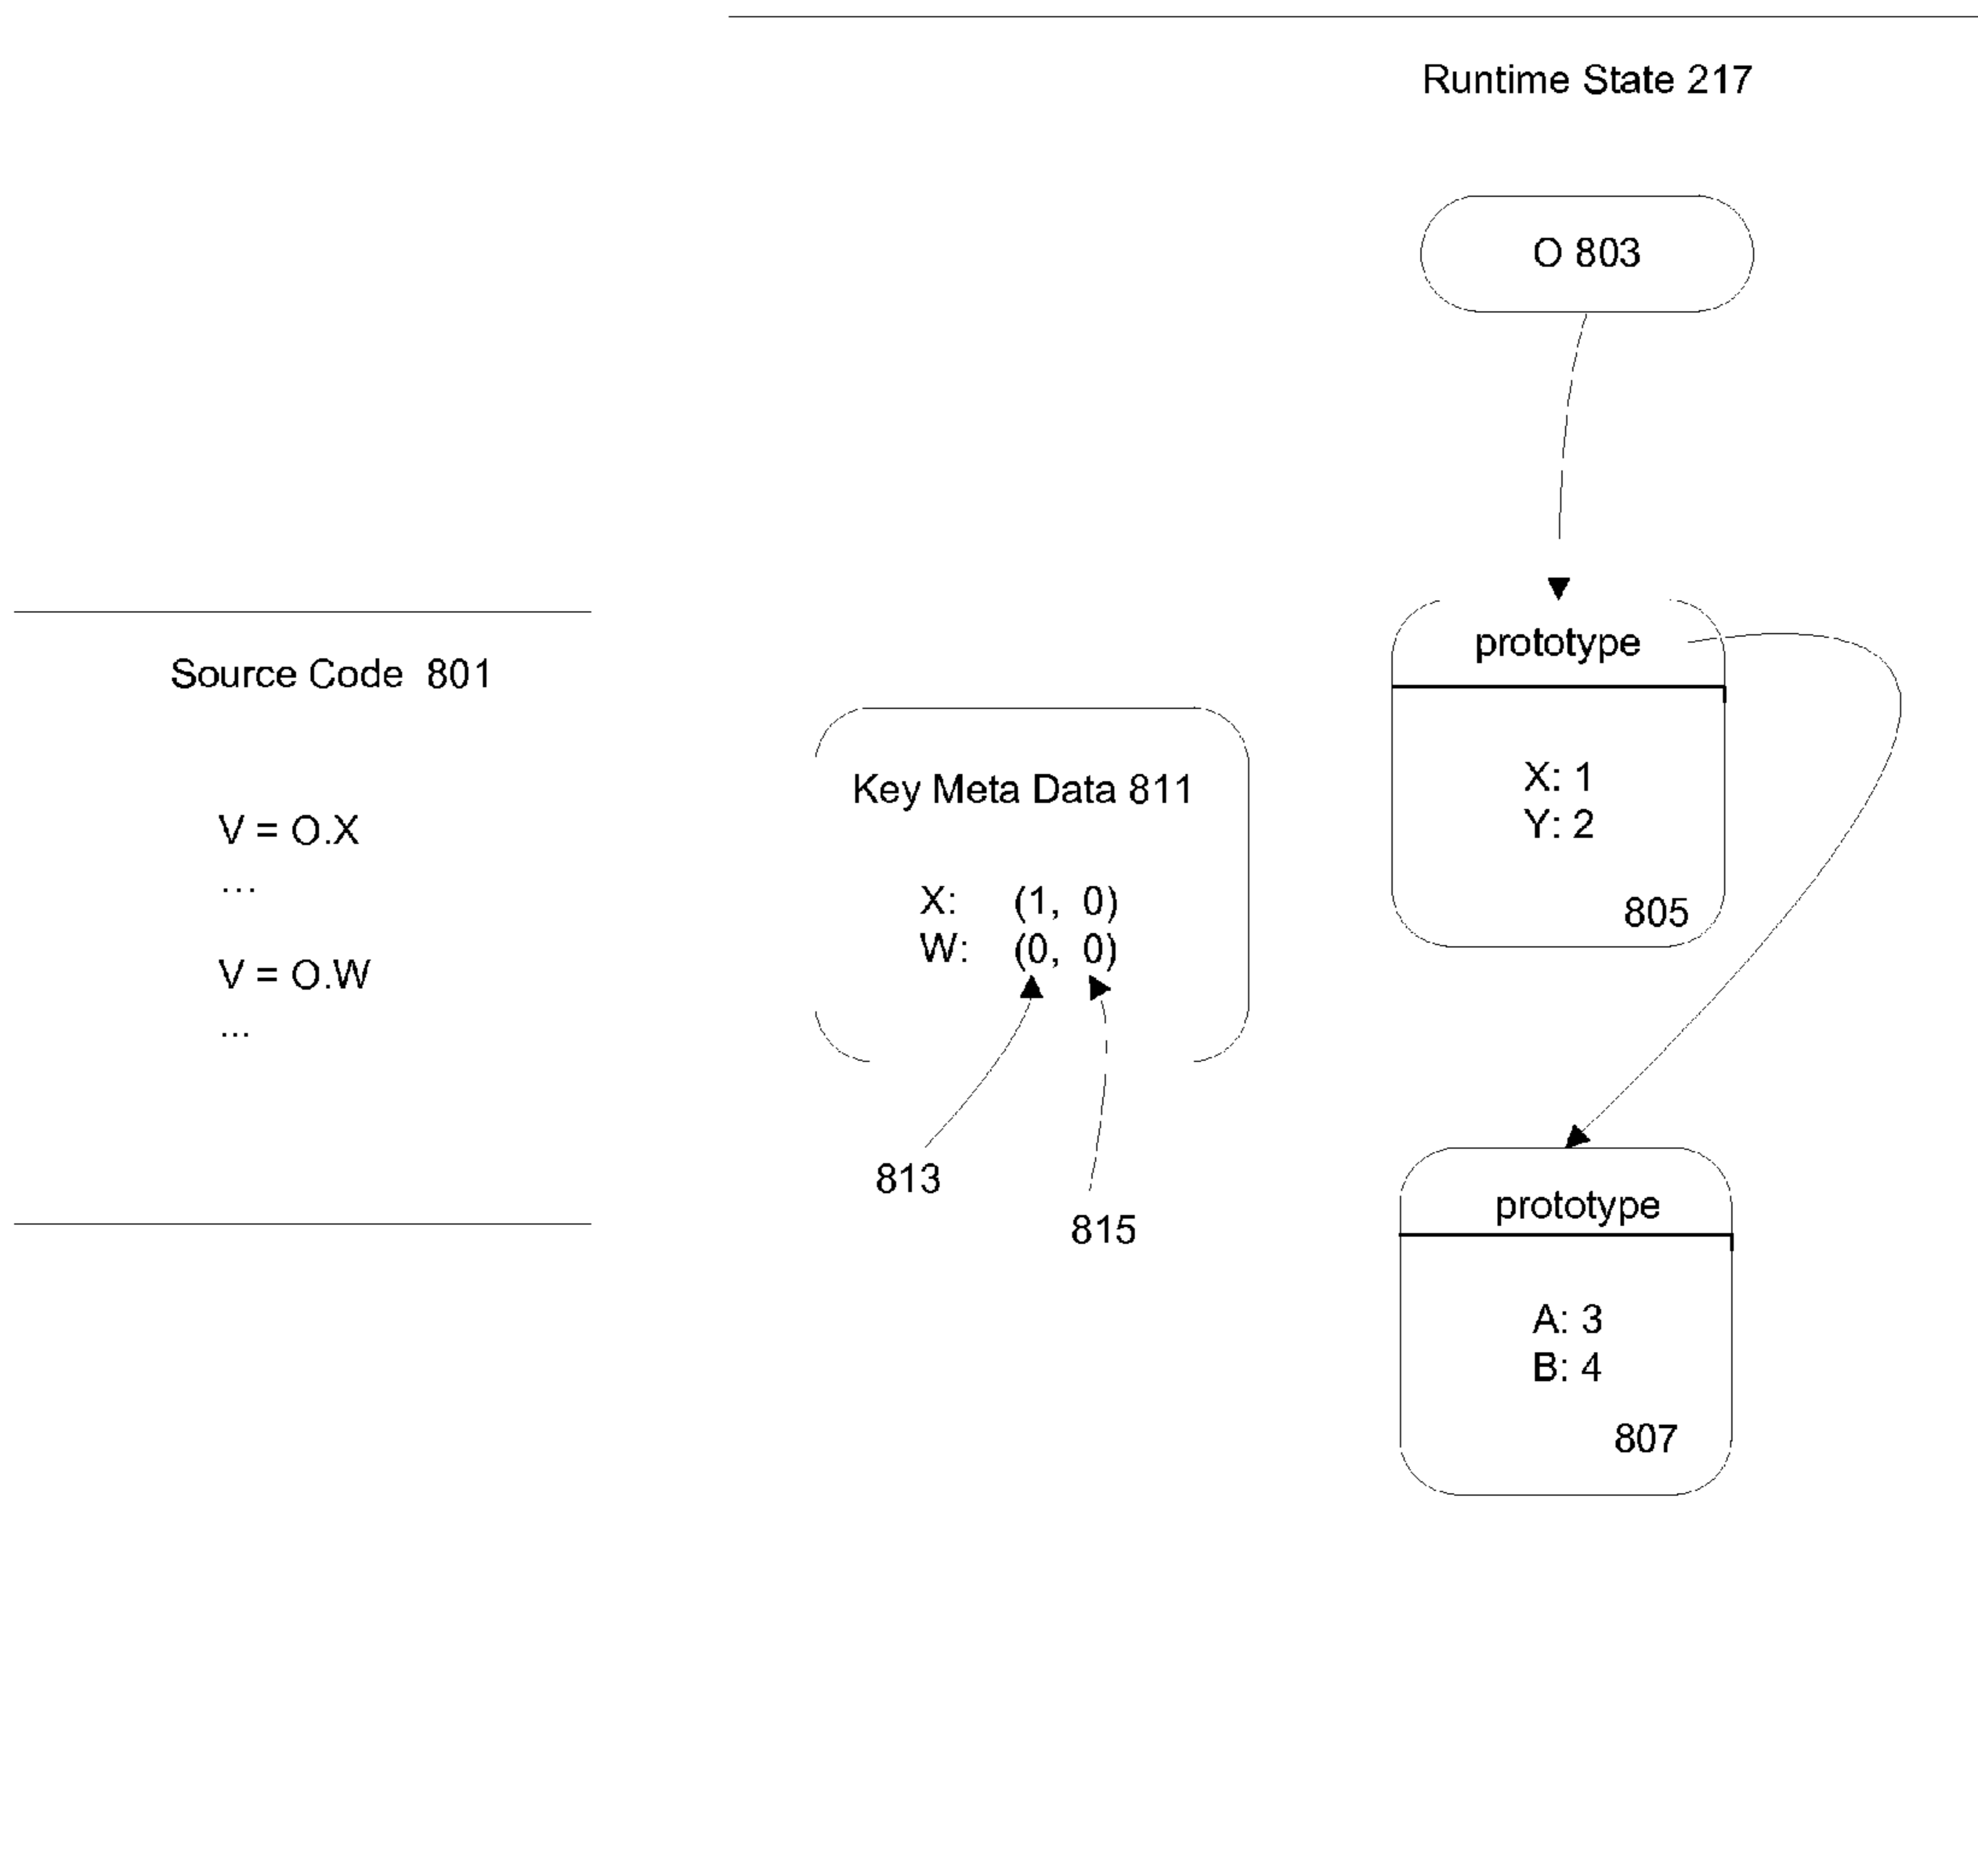 Runtime State 217
O 803
Source Code 801
V = O.X
...
V = O.W
...
Key Meta Data 811
X: (1, 0)
W: (0, 0)
813
815
prototype
X: 1
Y: 2
805
prototype
A: 3
B: 4
807